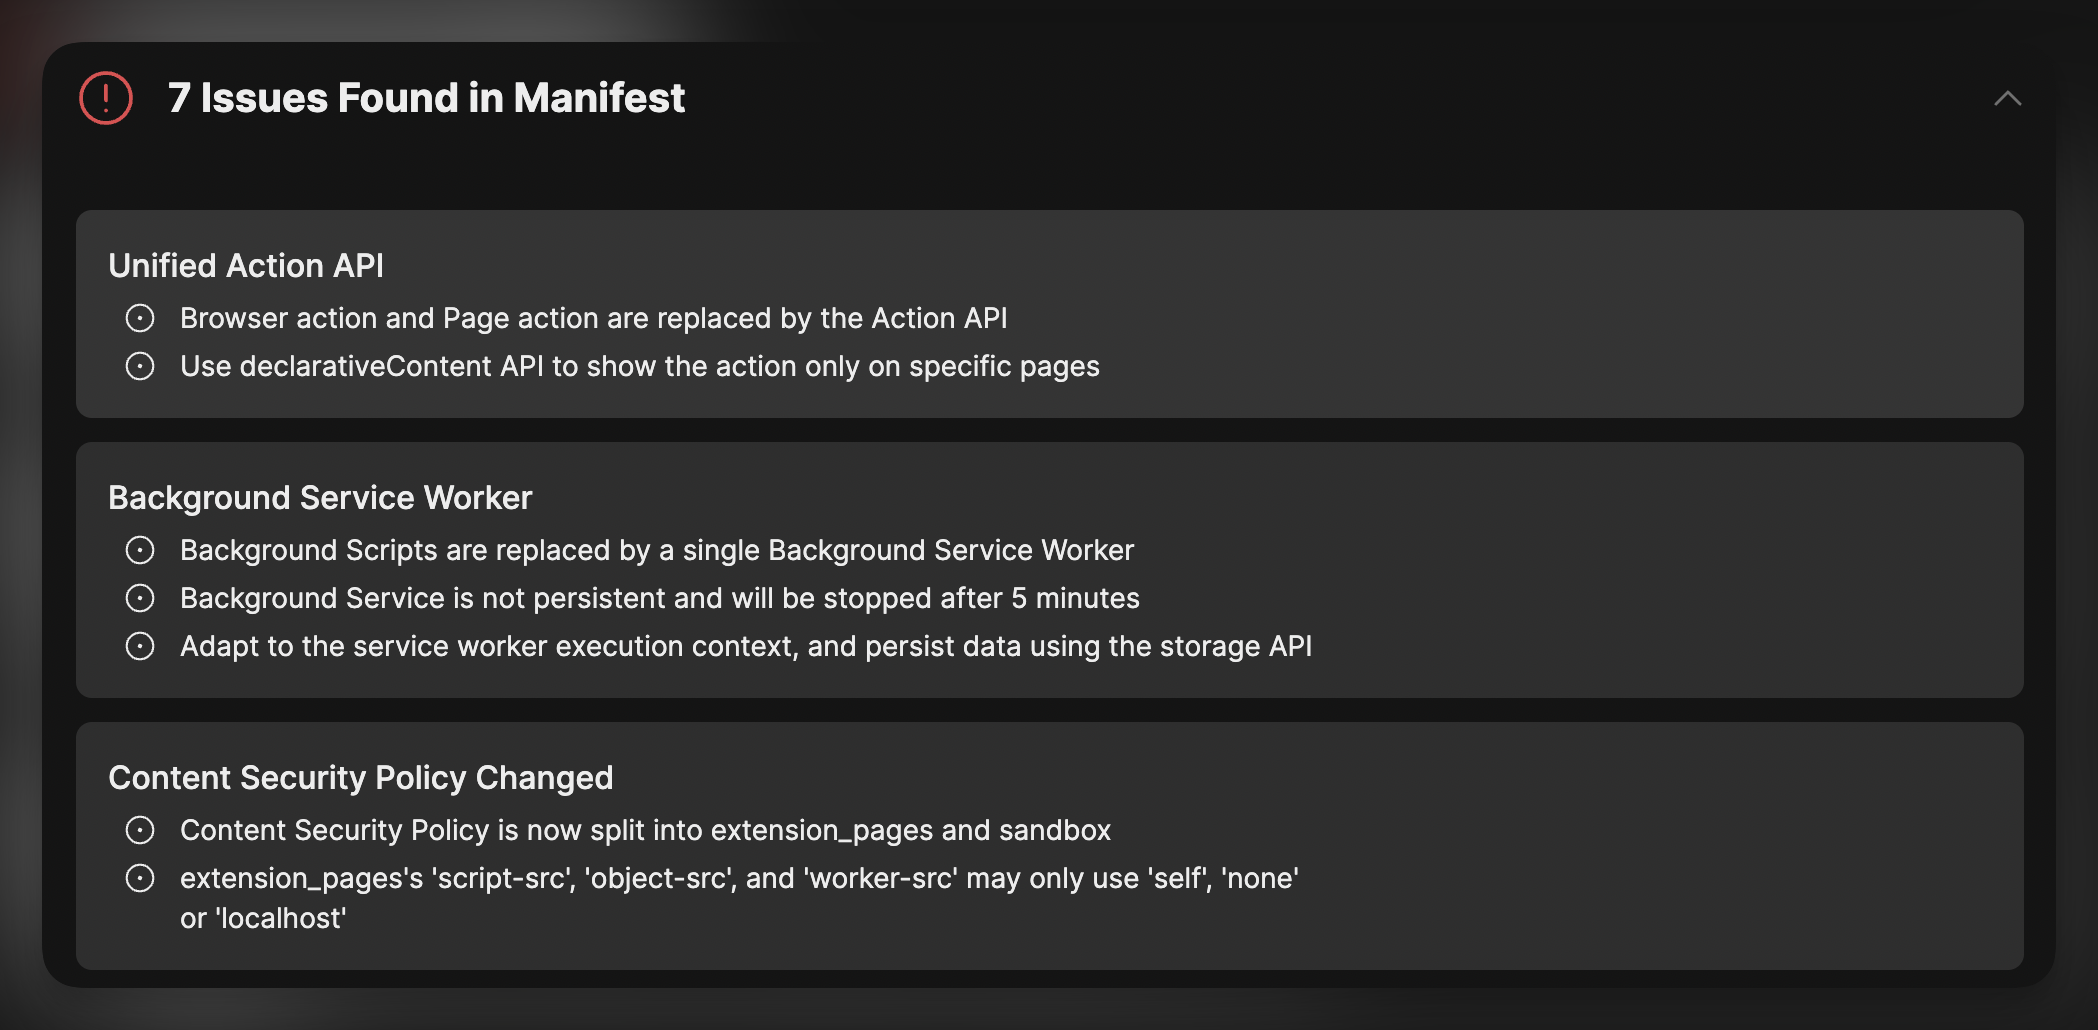 7 Issues Found in Manifest
Unified Action API
Browser action and Page action are replaced by the Action API
Use declarativeContent API to show the action only on specific pages
Background Service Worker
Background Scripts are replaced by a single Background Service Worker
Background Service is not persistent and will be stopped after 5 minutes
Adapt to the service worker execution context, and persist data using the storage API
Content Security Policy Changed
Content Security Policy is now split into extension_pages and sandbox
extension_pages's 'script-src', 'object-src', and 'worker-src' may only use 'self', 'none'
or 'localhost'